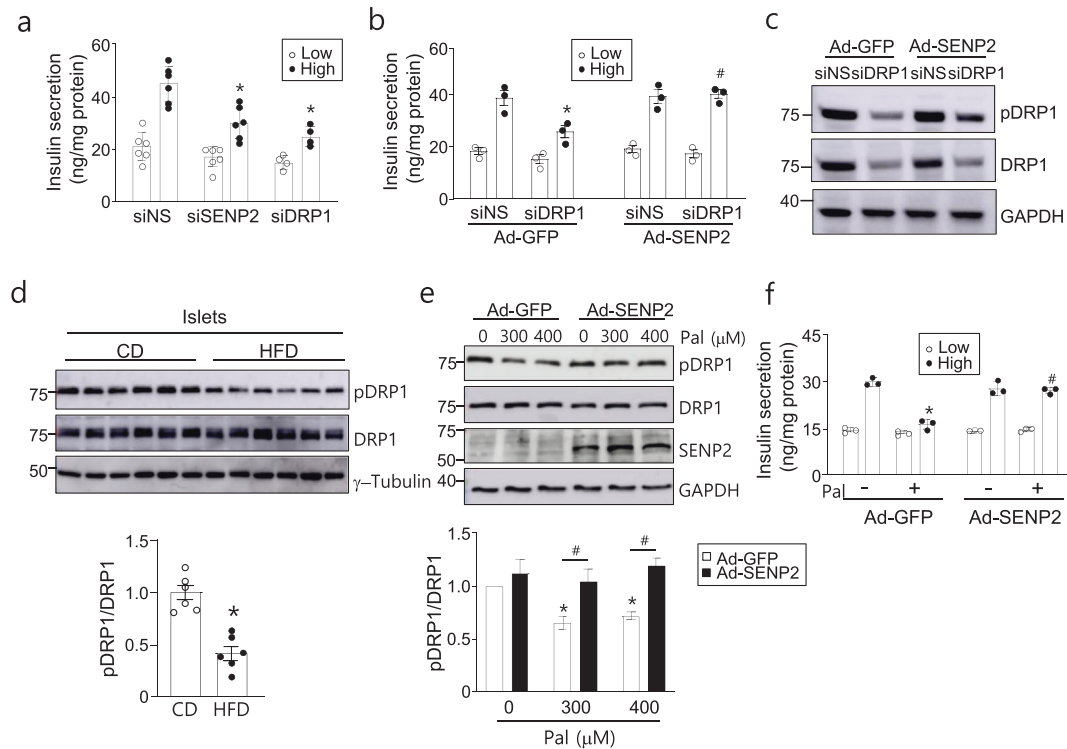 a
Insulin secretion
(ng/mg protein)
60
40
20
0
Low
High
*
*
siNS
siSENP2
siDRP1
b
Insulin secretion
(ng/mg protein)
60
40
20
0
Low
High
*
#
siNS
siDRP1
siNS
siDRP1
Ad-GFP
Ad-SENP2
c
Ad-GFP
Ad-SENP2
siNS siDRP1 siNS siDRP1
75
pDRP1
75
DRP1
40
GAPDH
d
Islets
CD
HFD
75
pDRP1
75
DRP1
50
γ–Tubulin
pDRP1/DRP1
1.5
1.0
0.5
0
*
CD
HFD
e
Ad-GFP
Ad-SENP2
0 300 400 0 300 400 Pal (μM)
75
pDRP1
75
DRP1
75
50
SENP2
40
GAPDH
pDRP1/DRP1
1.5
1.0
0.5
0
*
#
*
#
Ad-GFP
Ad-SENP2
0
300
400
Pal (μM)
f
Insulin secretion
(ng/mg protein)
45
30
15
0
Low
High
*
#
Pal - + - +
Ad-GFP
Ad-SENP2